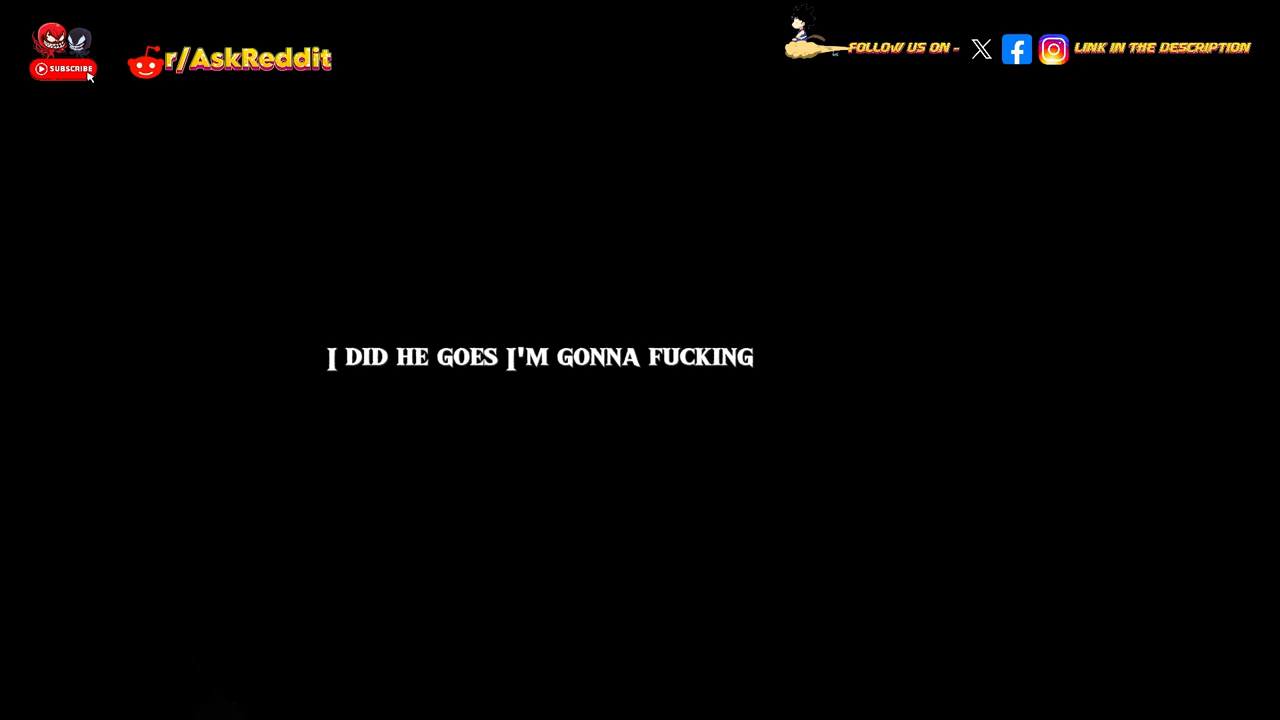 SUBSCRIBE
r/AskReddit
FOLLOW US ON -
LINK IN THE DESCRIPTION
I DID HE GOES I'M GONNA FUCKING